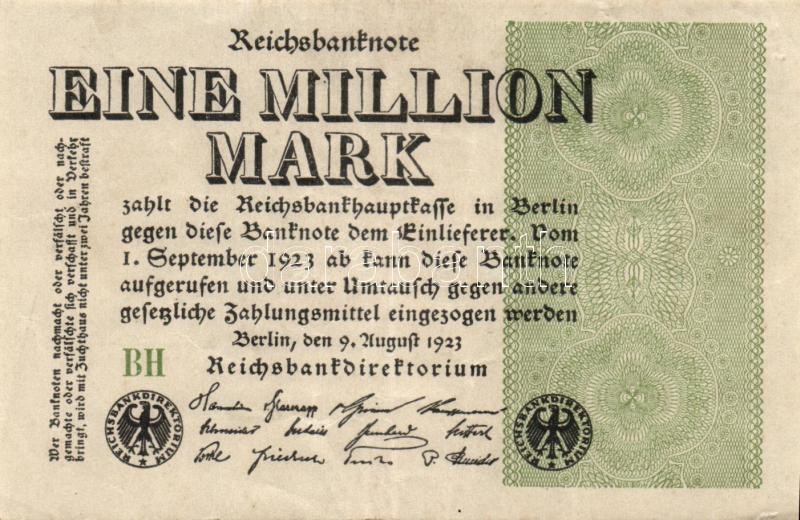 Reichsbanknote
EINE MILLION
MARK
zahlt die Reichsbankhauptkasse in Berlin
gegen diese Banknote dem Einlieferer. Vom
1. September 1923 ab kann diese Banknote
aufgerufen und unter Umtausch gegen andere
gesetzliche Zahlungsmittel eingezogen werden
Berlin, den 9. August 1923
BH
Reichsbankdirektorium
Wer Banknoten nachmacht oder verfälscht oder nach-
gemachte oder verfälschte sich verschafft und in Verkehr
bringt, wird mit Zuchthaus nicht unter zwei Jahren bestraft
REICHSBANKDIREKTORIUM
REICHSBANKDIREKTORIUM
darabanth